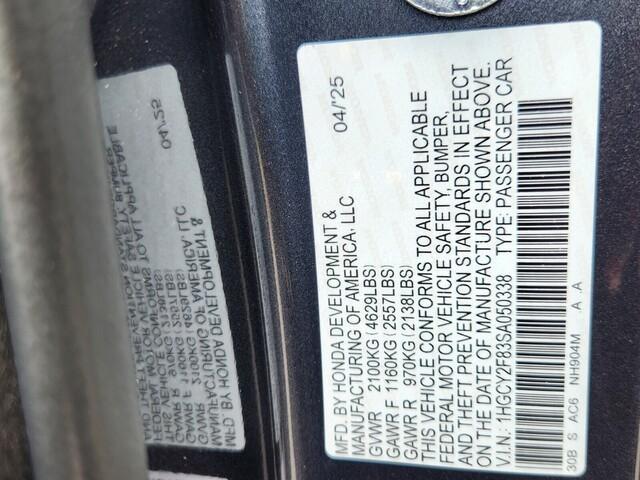 MFD. BY HONDA DEVELOPMENT & 04/'25
MANUFACTURING OF AMERICA, LLC
GVWR 2100KG (4629LBS)
GAWR F 1160KG (2557LBS)
GAWR R 970KG (2138LBS)
THIS VEHICLE CONFORMS TO ALL APPLICABLE
FEDERAL MOTOR VEHICLE SAFETY, BUMPER,
AND THEFT PREVENTION STANDARDS IN EFFECT
ON THE DATE OF MANUFACTURE SHOWN ABOVE.
V.I.N.: 1HGCY2F83SA050338 TYPE: PASSENGER CAR
30B S AC6 NH904M A A